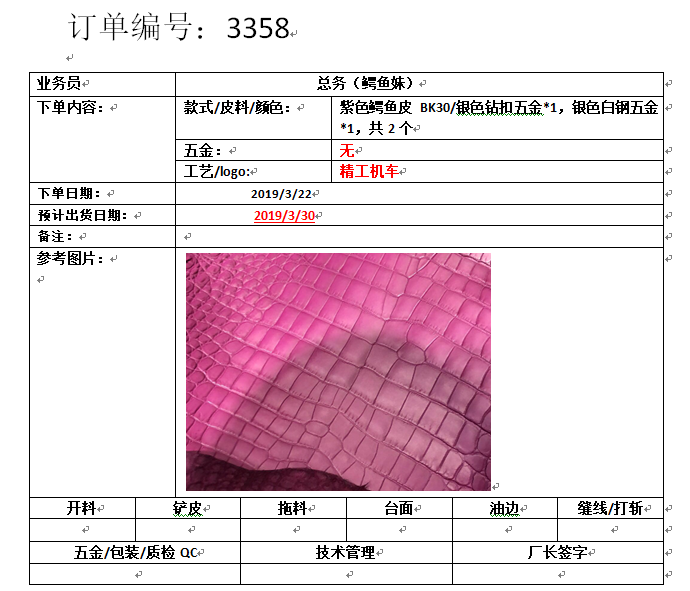 订单编号：3358
业务员
总务（鳄鱼妹）
下单内容：
款式/皮料/颜色：
紫色鳄鱼皮 BK30/银色钻扣五金*1，银色白钢五金
*1，共 2 个
五金：
无
工艺/logo:
精工机车
下单日期：
2019/3/22
预计出货日期：
2019/3/30
备注：
参考图片：
开料
铲皮
拖料
台面
油边
缝线/打斩
五金/包装/质检 QC
技术管理
厂长签字